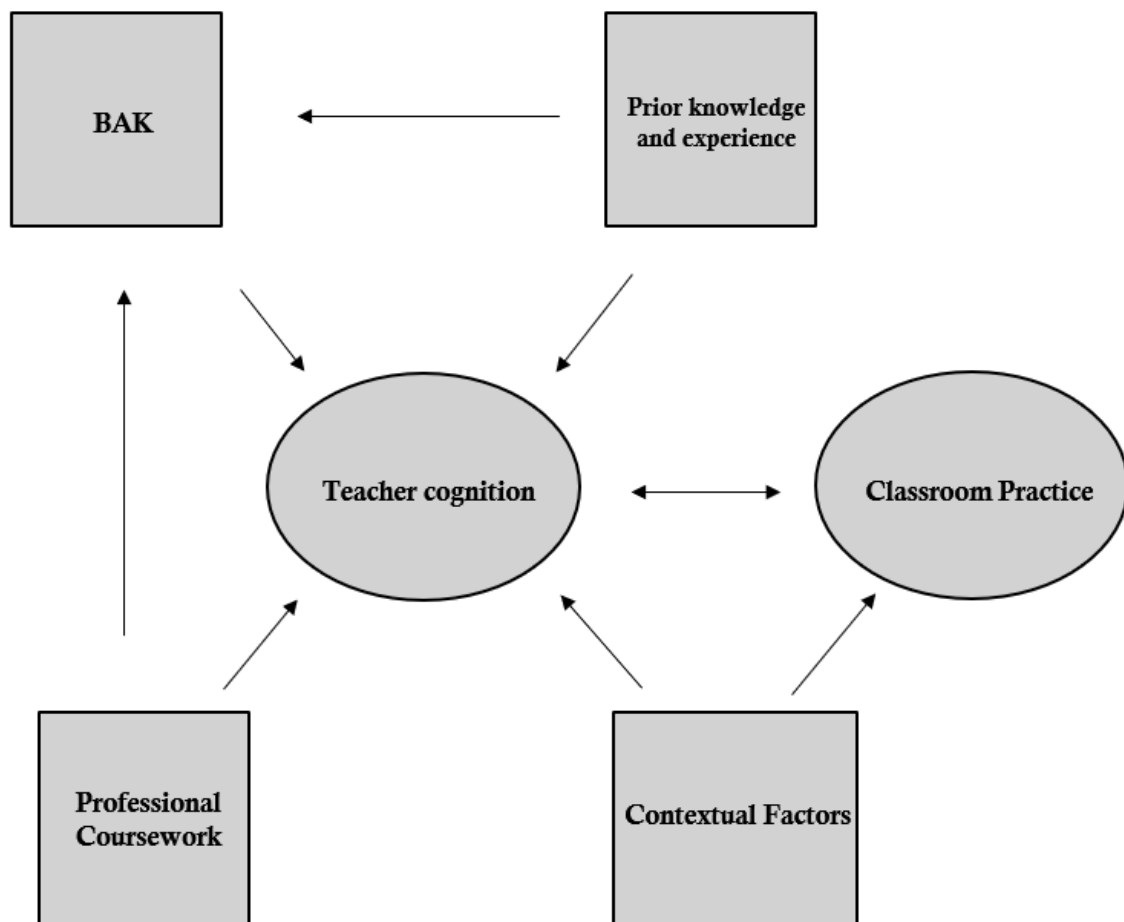 BAK
Prior knowledge
and experience
Teacher cognition
Classroom Practice
Professional
Coursework
Contextual Factors